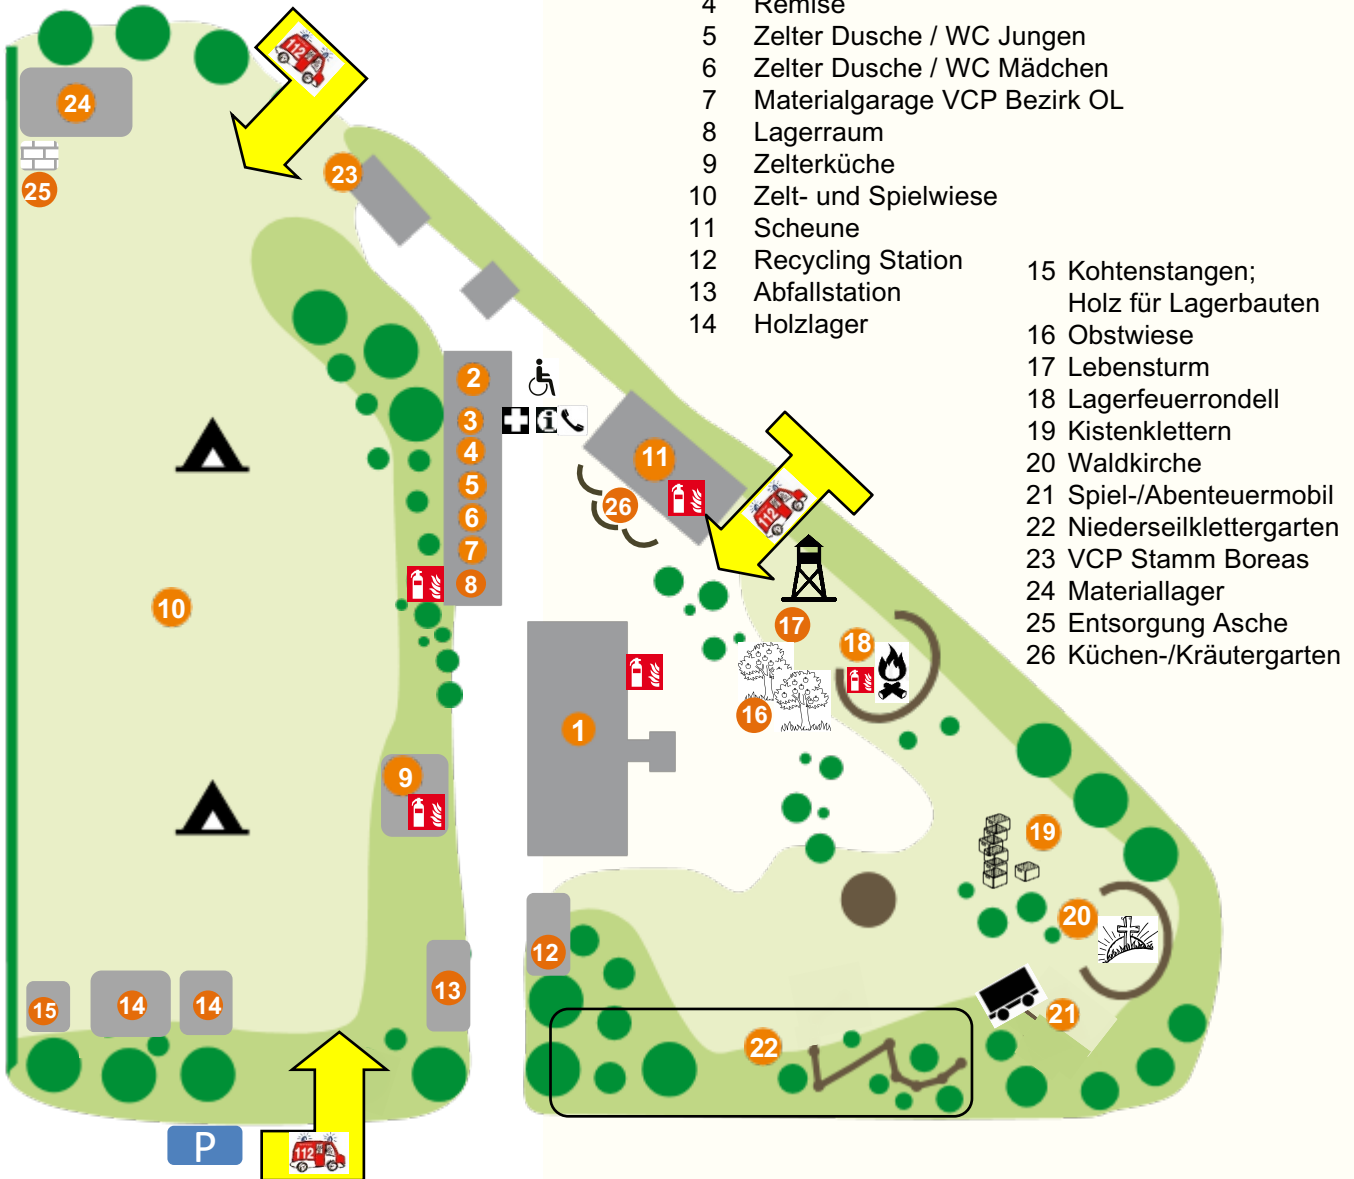 4 Remise
5 Zelter Dusche / WC Jungen
6 Zelter Dusche / WC Mädchen
7 Materialgarage VCP Bezirk OL
8 Lagerraum
9 Zelterküche
10 Zelt- und Spielwiese
11 Scheune
12 Recycling Station
13 Abfallstation
14 Holzlager
15 Kohtenstangen;
Holz für Lagerbauten
16 Obstwiese
17 Lebensturm
18 Lagerfeuerrondell
19 Kistenklettern
20 Waldkirche
21 Spiel-/Abenteuermobil
22 Niederseilklettergarten
23 VCP Stamm Boreas
24 Materiallager
25 Entsorgung Asche
26 Küchen-/Kräutergarten
112
24
25
23
2
3
i
4
5
6
7
8
11
26
112
10
17
18
16
1
9
19
20
12
13
15
14
14
21
22
P
112